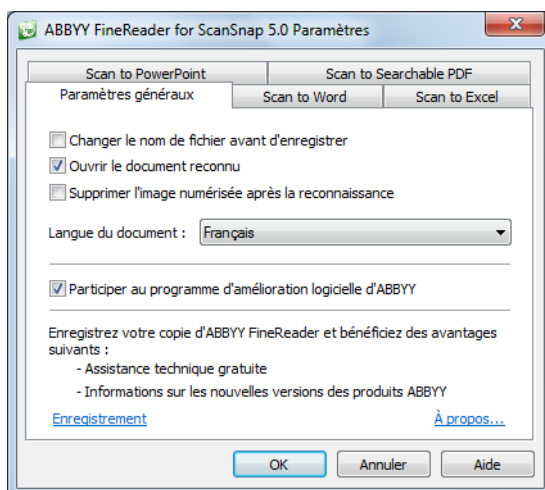 ABBYY FineReader for ScanSnap 5.0 Paramètres
Scan to PowerPoint Scan to Searchable PDF
Paramètres généraux Scan to Word Scan to Excel
Changer le nom de fichier avant d'enregistrer
Ouvrir le document reconnu
Supprimer l'image numérisée après la reconnaissance
Langue du document : Français
Participer au programme d'amélioration logicielle d'ABBYY
Enregistrez votre copie d'ABBYY FineReader et bénéficiez des avantages
suivants :
- Assistance technique gratuite
- Informations sur les nouvelles versions des produits ABBYY
Enregistrement À propos...
OK Annuler Aide